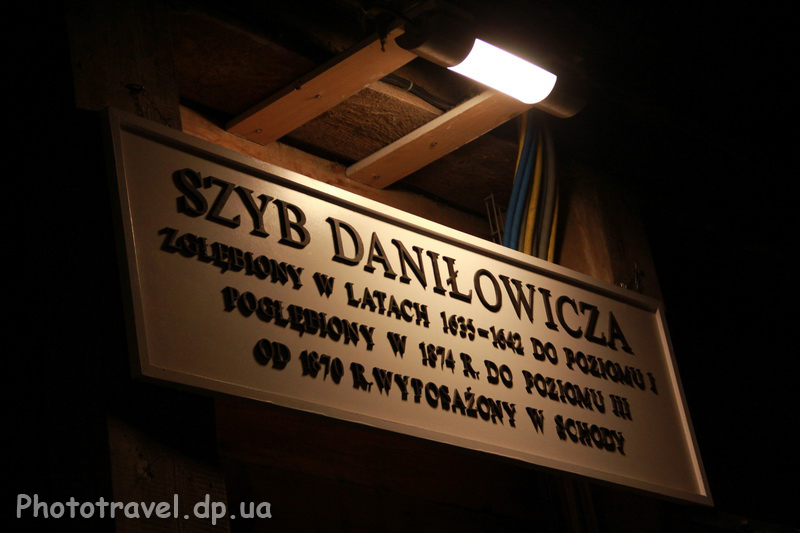 SZYB DANIŁOWICZA
ZGŁĘBIONY W LATACH 1635-1642 DO POZIOMU I
POGŁĘBIONY W 1874 R. DO POZIOMU III
OD 1670 R. WYPOSAŻONY W SCHODY
Phototravel.dp.ua